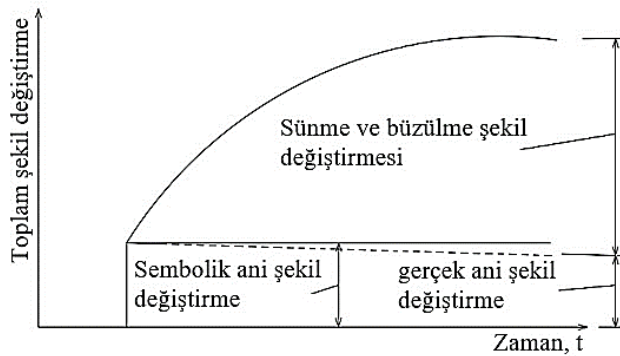 Toplam şekil değiştirme
Sünme ve büzülme şekil
değiştirmesi
Sembolik ani şekil
değiştirme
gerçek ani şekil
değiştirme
Zaman, t